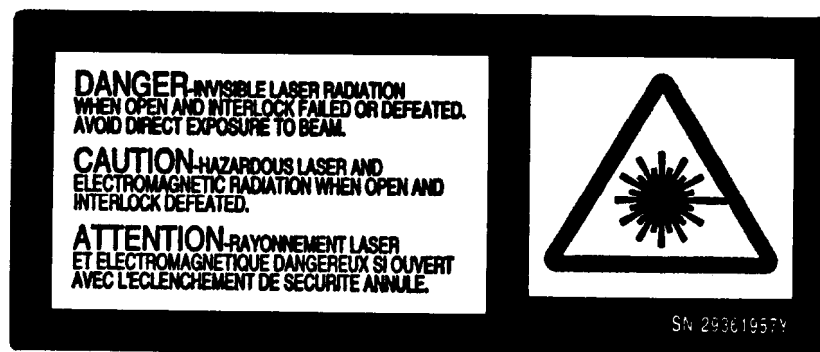 DANGER-INVISIBLE LASER RADIATION
WHEN OPEN AND INTERLOCK FAILED OR DEFEATED.
AVOID DIRECT EXPOSURE TO BEAM.
CAUTION-HAZARDOUS LASER AND
ELECTROMAGNETIC RADIATION WHEN OPEN AND
INTERLOCK DEFEATED.
ATTENTION-RAYONNEMENT LASER
ET ELECTROMAGNETIQUE DANGEREUX SI OUVERT
AVEC L'ECLENCHEMENT DE SECURITE ANNULE.
SN 29361957Y